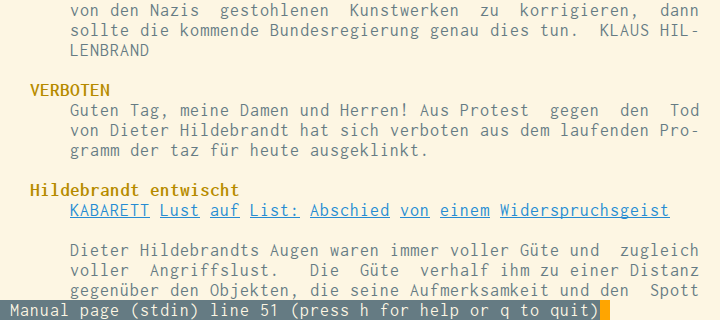 von den Nazis gestohlenen Kunstwerken zu korrigieren, dann
sollte die kommende Bundesregierung genau dies tun. KLAUS HIL-
LENBRAND
VERBOTEN
Guten Tag, meine Damen und Herren! Aus Protest gegen den Tod
von Dieter Hildebrandt hat sich verboten aus dem laufenden Pro-
gramm der taz für heute ausgeklinkt.
Hildebrandt entwischt
KABARETT Lust auf List: Abschied von einem Widerspruchsgeist
Dieter Hildebrandts Augen waren immer voller Güte und zugleich
voller Angriffslust. Die Güte verhalf ihm zu einer Distanz
gegenüber den Objekten, die seine Aufmerksamkeit und den Spott
Manual page (stdin) line 51 (press h for help or q to quit)